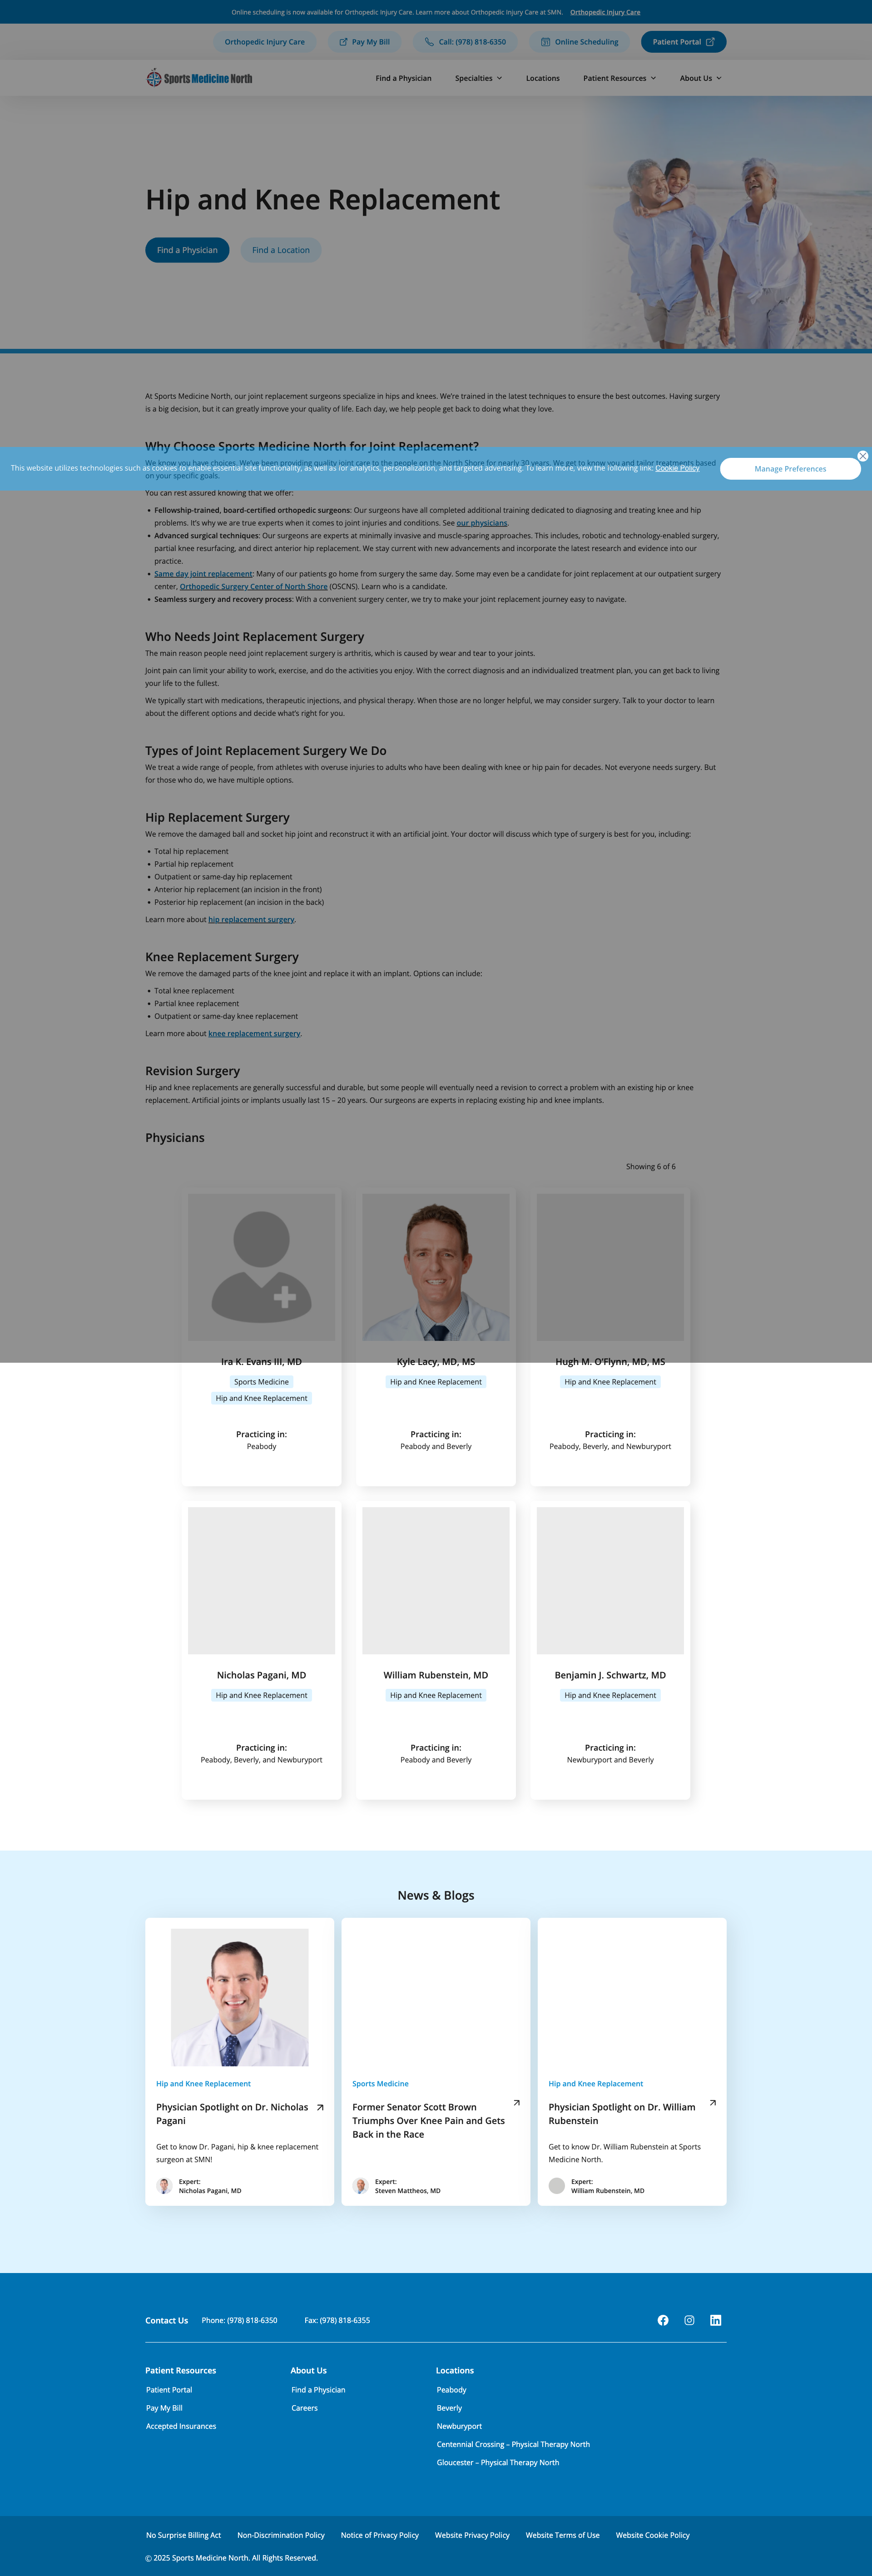 Online scheduling is now available for Orthopedic Injury Care. Learn more about Orthopedic Injury Care at SMN. Orthopedic Injury Care
Orthopedic Injury Care Pay My Bill Call: (978) 818-6350 Online Scheduling Patient Portal
Sports Medicine North Find a Physician Specialties Locations Patient Resources About Us
Hip and Knee Replacement
Find a Physician Find a Location
At Sports Medicine North, our joint replacement surgeons specialize in hips and knees. We're trained in the latest techniques to ensure the best outcomes. Having surgery
is a big decision, but it can greatly improve your quality of life. Each day, we help people get back to doing what they love.
Why Choose Sports Medicine North for Joint Replacement?
We know you have choices. We've been providing quality joint care to the people on the North Shore for nearly 30 years. We get to know you and tailor treatments based
This website utilizes technologies such as cookies to enable essential site functionality, as well as for analytics, personalization, and targeted advertising. To learn more, view the following link: Cookie Policy Manage Preferences
on your specific goals.
You can rest assured knowing that we offer:
• Fellowship-trained, board-certified orthopedic surgeons: Our surgeons have all completed additional training dedicated to diagnosing and treating knee and hip
problems. It's why we are true experts when it comes to joint injuries and conditions. See our physicians.
• Advanced surgical techniques: Our surgeons are experts at minimally invasive and muscle-sparing approaches. This includes, robotic and technology-enabled surgery,
partial knee resurfacing, and direct anterior hip replacement. We stay current with new advancements and incorporate the latest research and evidence into our
practice.
• Same day joint replacement: Many of our patients go home from surgery the same day. Some may even be a candidate for joint replacement at our outpatient surgery
center, Orthopedic Surgery Center of North Shore (OSCNS). Learn who is a candidate.
• Seamless surgery and recovery process: With a convenient surgery center, we try to make your joint replacement journey easy to navigate.
Who Needs Joint Replacement Surgery
The main reason people need joint replacement surgery is arthritis, which is caused by wear and tear to your joints.
Joint pain can limit your ability to work, exercise, and do the activities you enjoy. With the correct diagnosis and an individualized treatment plan, you can get back to living
your life to the fullest.
We typically start with medications, therapeutic injections, and physical therapy. When those are no longer helpful, we may consider surgery. Talk to your doctor to learn
about the different options and decide what's right for you.
Types of Joint Replacement Surgery We Do
We treat a wide range of people, from athletes with overuse injuries to adults who have been dealing with knee or hip pain for decades. Not everyone needs surgery. But
for those who do, we have multiple options.
Hip Replacement Surgery
We remove the damaged ball and socket hip joint and reconstruct it with an artificial joint. Your doctor will discuss which type of surgery is best for you, including:
• Total hip replacement
• Partial hip replacement
• Outpatient or same-day hip replacement
• Anterior hip replacement (an incision in the front)
• Posterior hip replacement (an incision in the back)
Learn more about hip replacement surgery.
Knee Replacement Surgery
We remove the damaged parts of the knee joint and replace it with an implant. Options can include:
• Total knee replacement
• Partial knee replacement
• Outpatient or same-day knee replacement
Learn more about knee replacement surgery.
Revision Surgery
Hip and knee replacements are generally successful and durable, but some people will eventually need a revision to correct a problem with an existing hip or knee
replacement. Artificial joints or implants usually last 15 – 20 years. Our surgeons are experts in replacing existing hip and knee implants.
Physicians
Showing 6 of 6
Ira K. Evans III, MD Kyle Lacy, MD, MS Hugh M. O'Flynn, MD, MS
Sports Medicine Hip and Knee Replacement Hip and Knee Replacement
Hip and Knee Replacement
Practicing in: Practicing in: Practicing in:
Peabody Peabody and Beverly Peabody, Beverly, and Newburyport
Nicholas Pagani, MD William Rubenstein, MD Benjamin J. Schwartz, MD
Hip and Knee Replacement Hip and Knee Replacement Hip and Knee Replacement
Practicing in: Practicing in: Practicing in:
Peabody, Beverly, and Newburyport Peabody and Beverly Newburyport and Beverly
News & Blogs
Hip and Knee Replacement
Physician Spotlight on Dr. Nicholas
Pagani
Get to know Dr. Pagani, hip & knee replacement
surgeon at SMN!
Expert:
Nicholas Pagani, MD
Sports Medicine
Former Senator Scott Brown
Triumphs Over Knee Pain and Gets
Back in the Race
Expert:
Steven Mattheos, MD
Hip and Knee Replacement
Physician Spotlight on Dr. William
Rubenstein
Get to know Dr. William Rubenstein at Sports
Medicine North.
Expert:
William Rubenstein, MD
Contact Us Phone: (978) 818-6350 Fax: (978) 818-6355
Patient Resources
Patient Portal
Pay My Bill
Accepted Insurances
About Us
Find a Physician
Careers
Locations
Peabody
Beverly
Newburyport
Centennial Crossing – Physical Therapy North
Gloucester – Physical Therapy North
No Surprise Billing Act Non-Discrimination Policy Notice of Privacy Policy Website Privacy Policy Website Terms of Use Website Cookie Policy
© 2025 Sports Medicine North. All Rights Reserved.